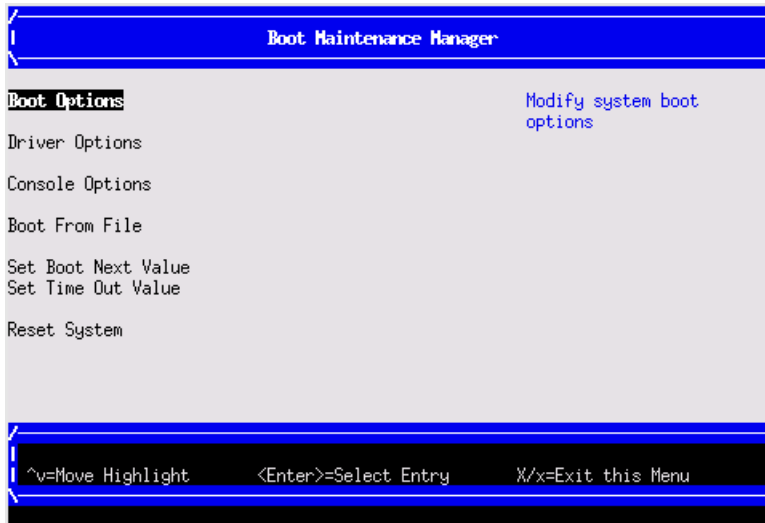 Boot Maintenance Manager
Boot Options
Modify system boot
options
Driver Options
Console Options
Boot From File
Set Boot Next Value
Set Time Out Value
Reset System
^v=Move Highlight <Enter>=Select Entry X/x=Exit this Menu